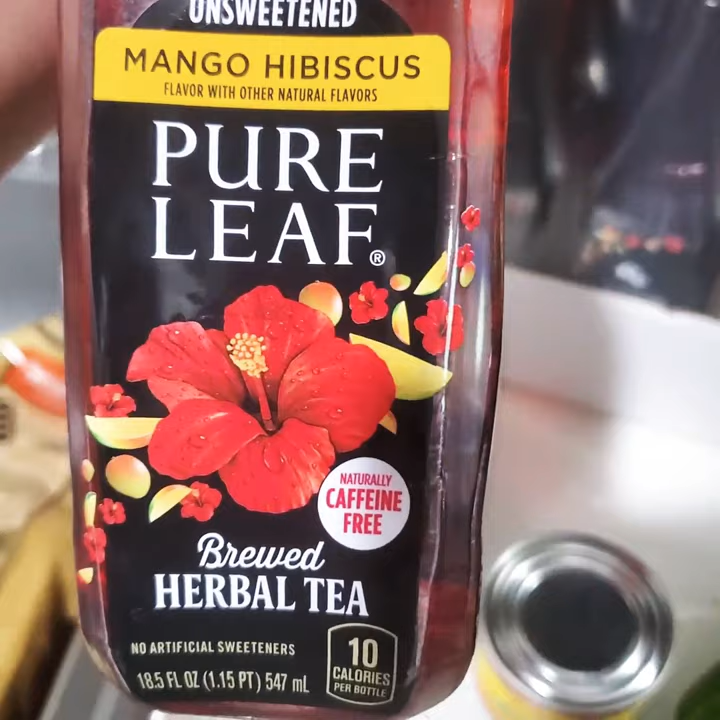 UNSWEETENED
MANGO HIBISCUS
FLAVOR WITH OTHER NATURAL FLAVORS
PURE
LEAF®
NATURALLY
CAFFEINE
FREE
Brewed
HERBAL TEA
NO ARTIFICIAL SWEETENERS
18.5 FL OZ (1.15 PT) 547 mL
10
CALORIES
PER BOTTLE